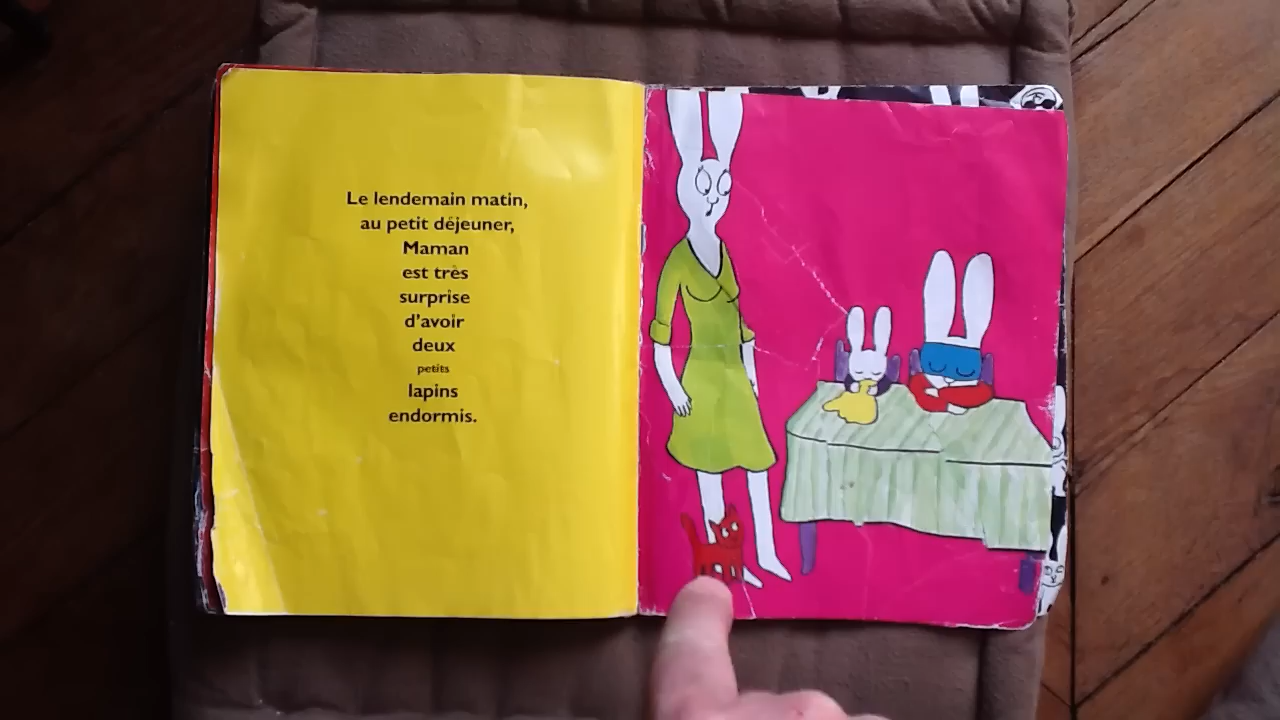 Le lendemain matin,
au petit déjeuner,
Maman
est très
surprise
d'avoir
deux
petits
lapins
endormis.